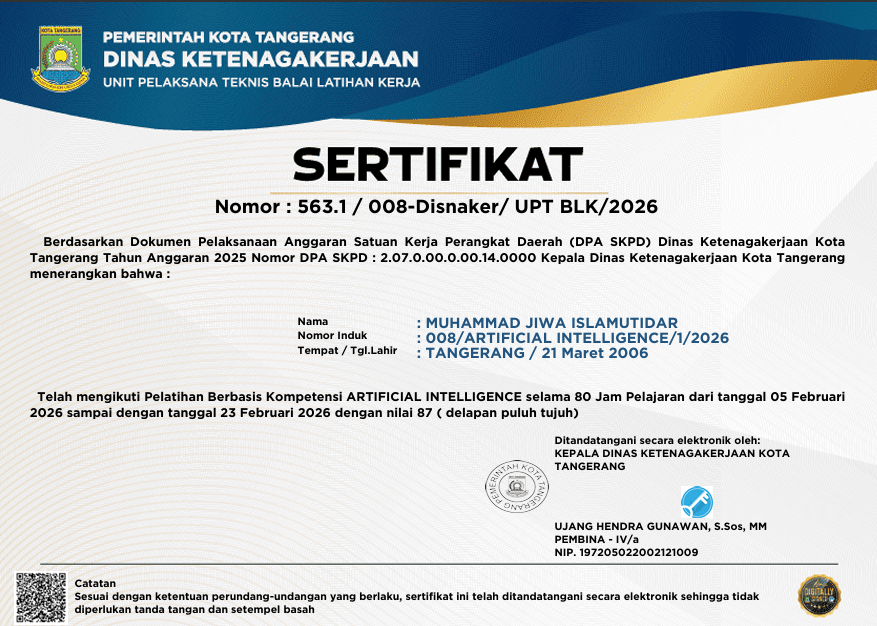 KOTA TANGERANG
PEMERINTAH KOTA TANGERANG
DINAS KETENAGAKERJAAN
UNIT PELAKSANA TEKNIS BALAI LATIHAN KERJA
SERTIFIKAT
Nomor : 563.1 / 008-Disnaker/ UPT BLK/2026
Berdasarkan Dokumen Pelaksanaan Anggaran Satuan Kerja Perangkat Daerah (DPA SKPD) Dinas Ketenagakerjaan Kota
Tangerang Tahun Anggaran 2025 Nomor DPA SKPD : 2.07.0.00.0.00.14.0000 Kepala Dinas Ketenagakerjaan Kota Tangerang
menerangkan bahwa :
Nama : MUHAMMAD JIWA ISLAMUTIDAR
Nomor Induk : 008/ARTIFICIAL INTELLIGENCE/1/2026
Tempat / Tgl.Lahir : TANGERANG / 21 Maret 2006
Telah mengikuti Pelatihan Berbasis Kompetensi ARTIFICIAL INTELLIGENCE selama 80 Jam Pelajaran dari tanggal 05 Februari
2026 sampai dengan tanggal 23 Februari 2026 dengan nilai 87 ( delapan puluh tujuh)
Ditandatangani secara elektronik oleh:
KEPALA DINAS KETENAGAKERJAAN KOTA
TANGERANG
PEMERINTAH KOTA TANGERANG
UJANG HENDRA GUNAWAN, S.Sos, MM
PEMBINA - IV/a
NIP. 197205022002121009
Catatan
Sesuai dengan ketentuan perundang-undangan yang berlaku, sertifikat ini telah ditandatangani secara elektronik sehingga tidak
diperlukan tanda tangan dan setempel basah
DIGITALLY
SIGNED